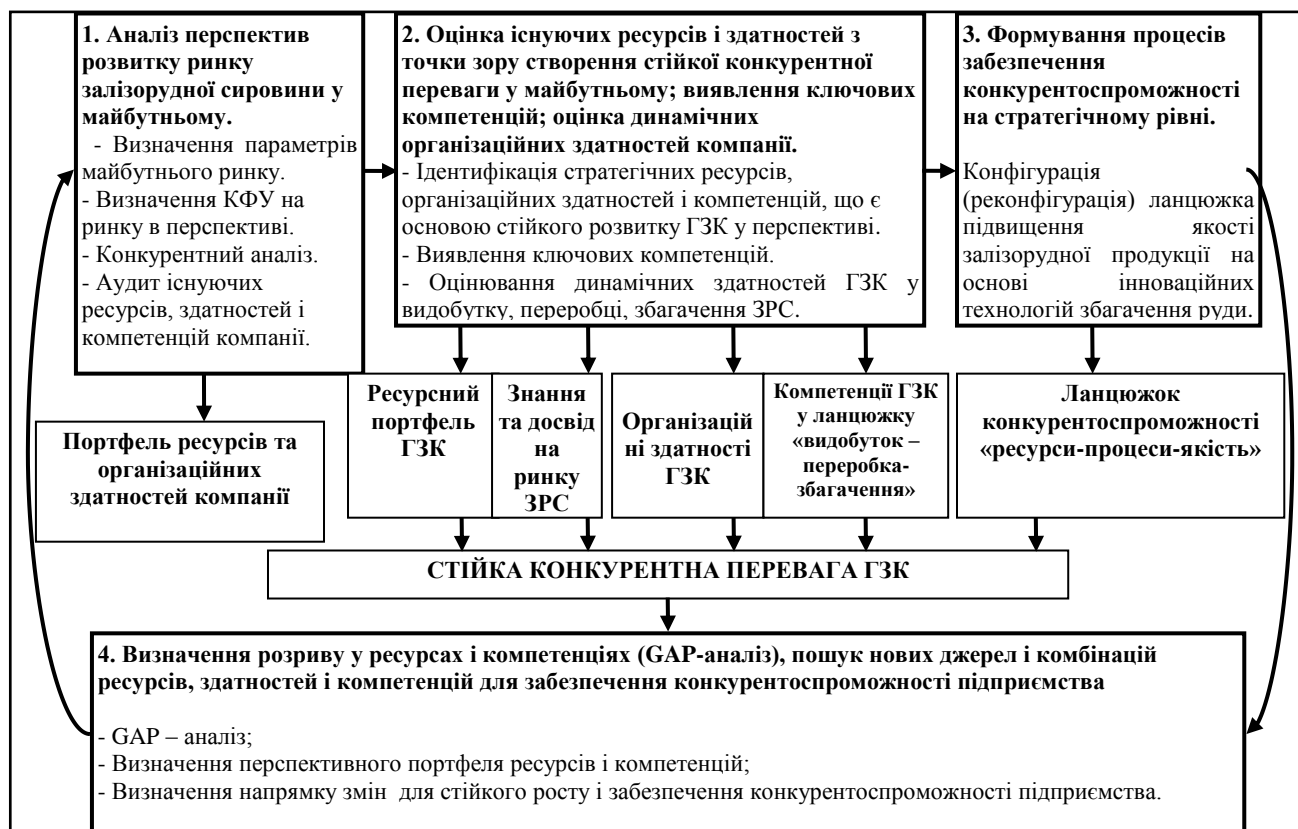 1. Аналіз перспектив
розвитку ринку
залізорудної сировини у
майбутньому.
- Визначення параметрів
майбутнього ринку.
- Визначення КФУ на
ринку в перспективі.
- Конкурентний аналіз.
- Аудит існуючих
ресурсів, здатностей і
компетенцій компанії.
2. Оцінка існуючих ресурсів і здатностей з
точки зору створення стійкої конкурентної
переваги у майбутньому; виявлення ключових
компетенцій; оцінка динамічних
організаційних здатностей компанії.
- Ідентифікація стратегічних ресурсів,
організаційних здатностей і компетенцій, що є
основою стійкого розвитку ГЗК у перспективі.
- Виявлення ключових компетенцій.
- Оцінювання динамічних здатностей ГЗК у
видобутку, переробці, збагачення ЗРС.
3. Формування процесів
забезпечення
конкурентоспроможності
на стратегічному рівні.
Конфігурація
(реконфігурація) ланцюжка
підвищення якості
залізорудної продукції на
основі інноваційних
технологій збагачення руди.
Портфель ресурсів та
організаційних
здатностей компанії
Ресурсний
портфель
ГЗК
Знання
та досвід
на
ринку
ЗРС
Організацій
ні здатності
ГЗК
Компетенції ГЗК
у ланцюжку
«видобуток –
переробка-
збагачення»
Ланцюжок
конкурентоспроможності
«ресурси-процеси-якість»
СТІЙКА КОНКУРЕНТНА ПЕРЕВАГА ГЗК
4. Визначення розриву у ресурсах і компетенціях (GAP-аналіз), пошук нових джерел і комбінацій
ресурсів, здатностей і компетенцій для забезпечення конкурентоспроможності підприємства
- GAP – аналіз;
- Визначення перспективного портфеля ресурсів і компетенцій;
- Визначення напрямку змін для стійкого росту і забезпечення конкурентоспроможності підприємства.